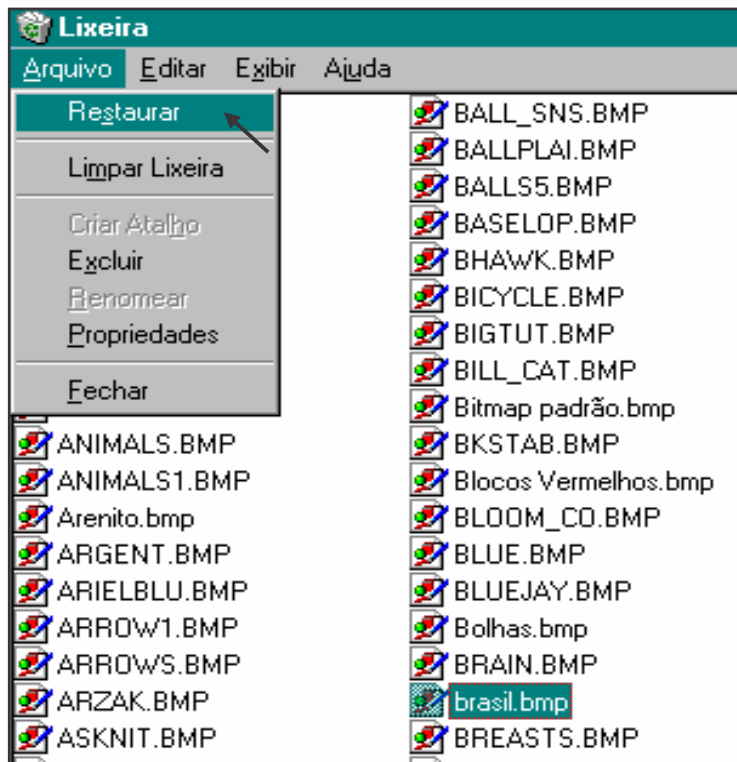 Lixeira
Arquivo Editar Exibir Ajuda
Restaurar
Limpar Lixeira
Criar Atalho
Excluir
Renomear
Propriedades
Fechar
ANIMALS.BMP
ANIMALS1.BMP
Arenito.bmp
ARGENT.BMP
ARIELBLU.BMP
ARROW1.BMP
ARROWS.BMP
ARZAK.BMP
ASKNIT.BMP
BALL_SNS.BMP
BALLPLAI.BMP
BALLS5.BMP
BASELOP.BMP
BHAWK.BMP
BICYCLE.BMP
BIGTUT.BMP
BILL_CAT.BMP
Bitmap padrão.bmp
BKSTAB.BMP
Blocos Vermelhos.bmp
BLOOM_CO.BMP
BLUE.BMP
BLUEJAY.BMP
Bolhas.bmp
BRAIN.BMP
brasil.bmp
BREASTS.BMP